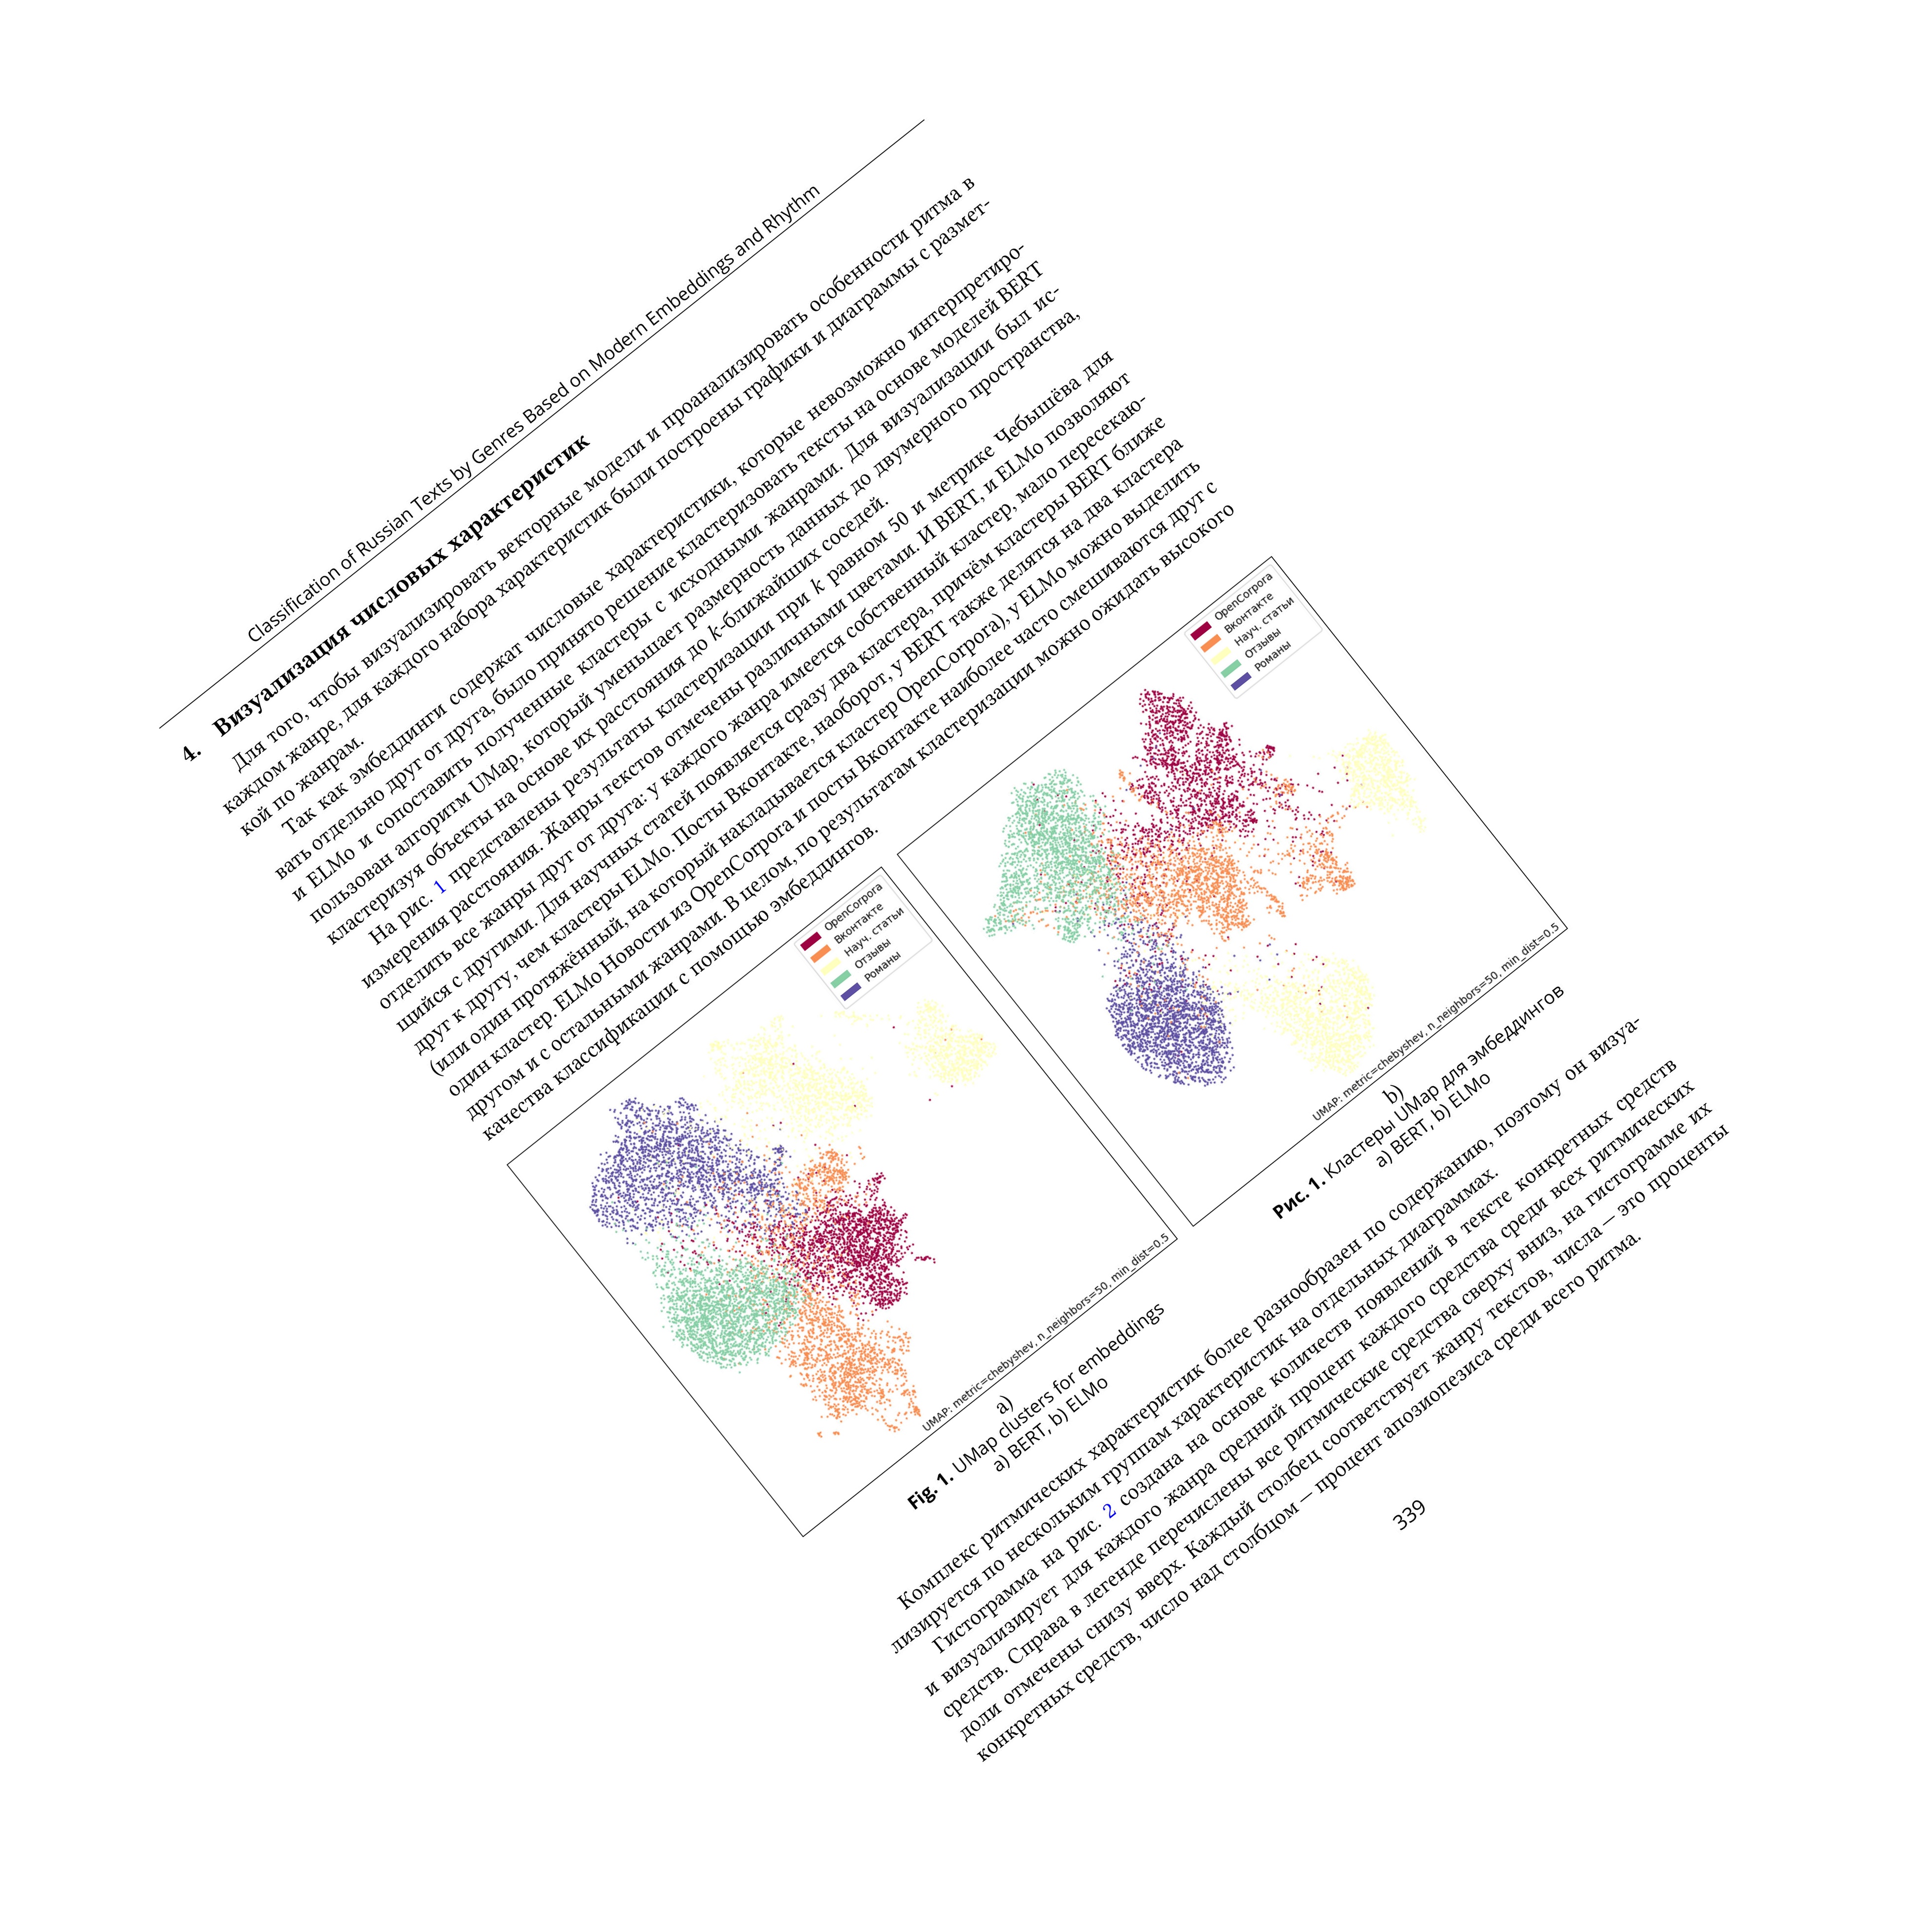 Classification of Russian Texts by Genres Based on Modern Embeddings and Rhythm
4. Визуализация числовых характеристик
Для того, чтобы визуализировать векторные модели и проанализировать особенности ритма в
каждом жанре, для каждого набора характеристик были построены графики и диаграммы с размет-
кой по жанрам.
Так как эмбеддинги содержат числовые характеристики, которые невозможно интерпретиро-
вать отдельно друг от друга, было принято решение кластеризовать тексты на основе моделей BERT
и ELMo и сопоставить полученные кластеры с исходными жанрами. Для визуализации был ис-
пользован алгоритм UMap, который уменьшает размерность данных до двумерного пространства,
кластеризуя объекты на основе их расстояния до k-ближайших соседей.
На рис. 1 представлены результаты кластеризации при k равном 50 и метрике Чебышёва для
измерения расстояния. Жанры текстов отмечены различными цветами. И BERT, и ELMo позволяют
отделить все жанры друг от друга: у каждого жанра имеется собственный кластер, мало пересекаю-
щийся с другими. Для научных статей появляется сразу два кластера, причём кластеры BERT ближе
друг к другу, чем кластеры ELMo. Посты Вконтакте, наоборот, у BERT также делятся на два кластера
(или один протяжённый, на который накладывается кластер OpenCorpora), у ELMo можно выделить
один кластер. ELMo Новости из OpenCorpora и посты Вконтакте наиболее часто смешиваются друг с
другом и с остальными жанрами. В целом, по результатам кластеризации можно ожидать высокого
качества классификации с помощью эмбеддингов.
OpenCorpora
Вконтакте
Науч. статьи
Отзывы
Романы
UMAP: metric=chebyshev, n_neighbors=50, min_dist=0.5
a)
Fig. 1. UMap clusters for embeddings
a) BERT, b) ELMo
OpenCorpora
Вконтакте
Науч. статьи
Отзывы
Романы
UMAP: metric=chebyshev, n_neighbors=50, min_dist=0.5
b)
Рис. 1. Кластеры UMap для эмбеддингов
a) BERT, b) ELMo
Комплекс ритмических характеристик более разнообразен по содержанию, поэтому он визуа-
лизируется по нескольким группам характеристик на отдельных диаграммах.
Гистограмма на рис. 2 создана на основе количеств появлений в тексте конкретных средств
и визуализирует для каждого жанра средний процент каждого средства среди всех ритмических
средств. Справа в легенде перечислены все ритмические средства сверху вниз, на гистограмме их
доли отмечены снизу вверх. Каждый столбец соответствует жанру текстов, числа — это проценты
конкретных средств, число над столбцом — процент апозиопезиса среди всего ритма.
339